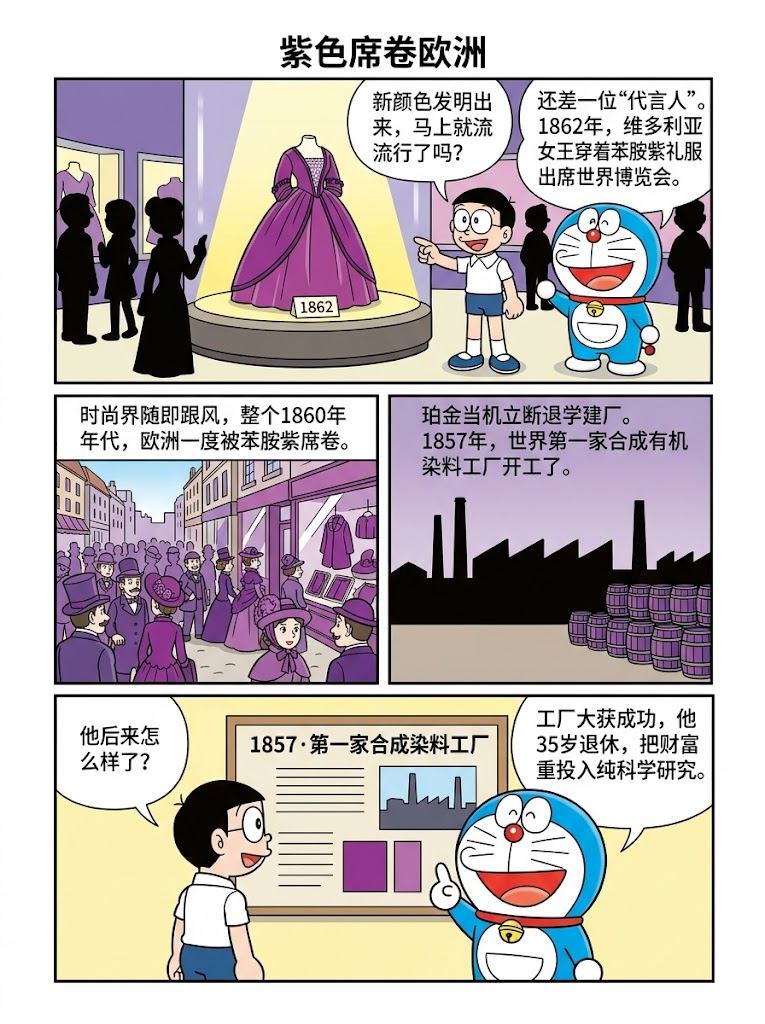 紫色席卷欧洲
新颜色发明出
来，马上就流
流行了吗？
还差一位“代言人”。
1862年，维多利亚
女王穿着苯胺紫礼服
出席世界博览会。
1862
时尚界随即跟风，整个1860年
年代，欧洲一度被苯胺紫席卷。
珀金当机立断退学建厂。
1857年，世界第一家合成有机
染料工厂开工了。
他后来怎
么样了？
1857·第一家合成染料工厂
工厂大获成功，他
35岁退休，把财富
重投入纯科学研究。